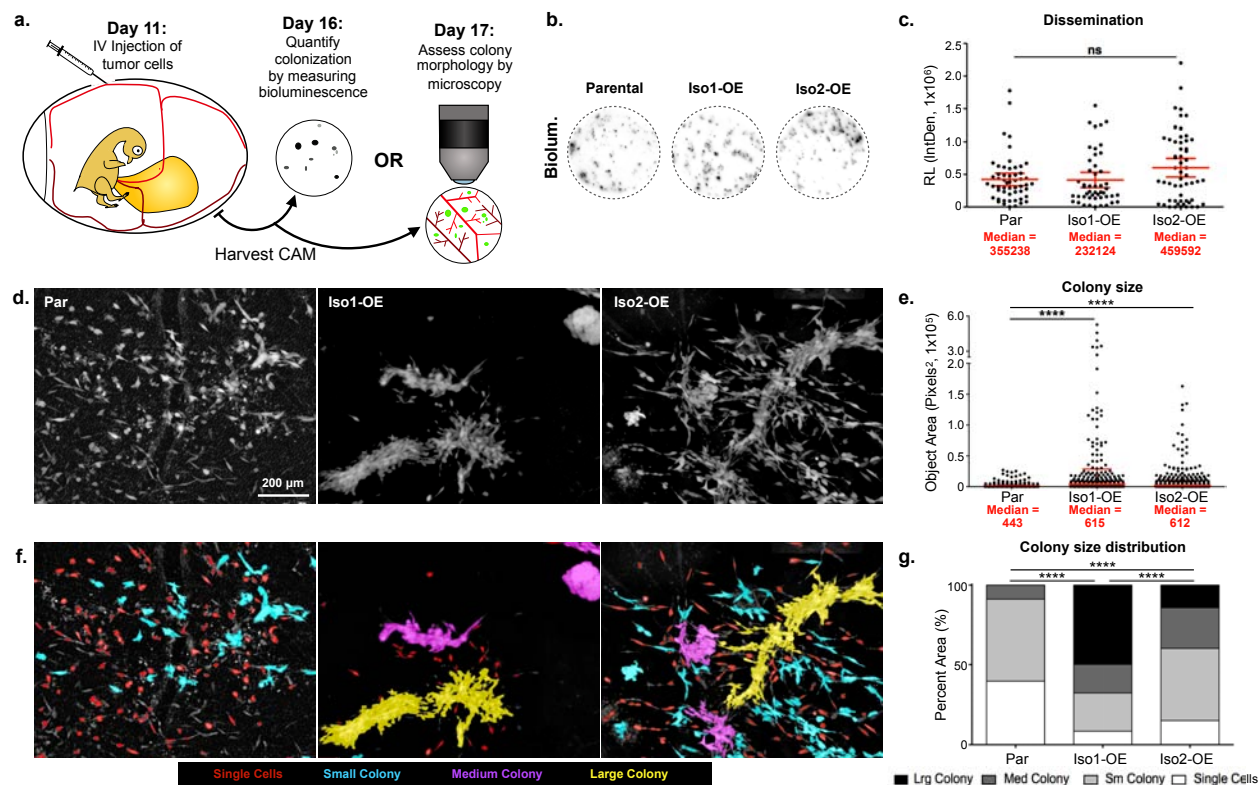 a.
Day 11:
IV Injection of
tumor cells
Day 16:
Quantify
colonization
by measuring
bioluminescence
OR
Day 17:
Assess colony
morphology by
microscopy
Harvest CAM
b.
Parental
Iso1-OE
Iso2-OE
Biolum.
c.
Dissemination
ns
RL (IntDen, 1x10⁶)
2.5
2.0
1.5
1.0
0.5
0
Par
Iso1-OE
Iso2-OE
Median =
355238
Median =
232124
Median =
459592
d.
Par
200 µm
Iso1-OE
Iso2-OE
e.
Colony size
****
****
Object Area (Pixels², 1x10⁵)
6.0
3.0
2.0
1.5
1.0
0.5
0
Par
Iso1-OE
Iso2-OE
Median =
443
Median =
615
Median =
612
f.
Single Cells
Small Colony
Medium Colony
Large Colony
g.
Colony size distribution
****
****
****
Percent Area (%)
100
50
0
Par
Iso1-OE
Iso2-OE
Lrg Colony
Med Colony
Sm Colony
Single Cells